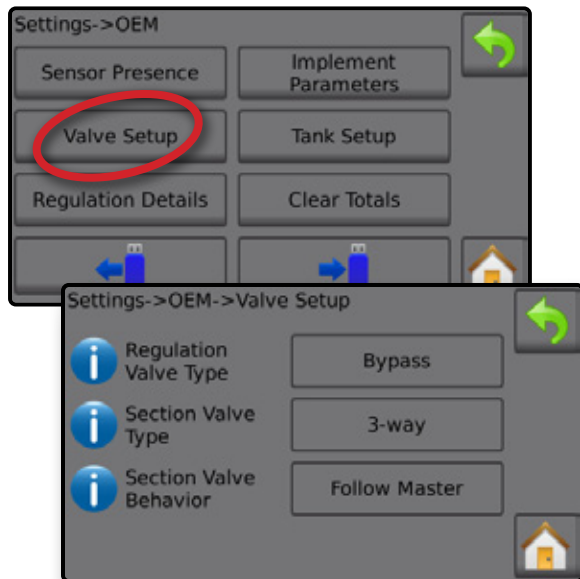 Settings->OEM
Sensor Presence
Implement
Parameters
Valve Setup
Tank Setup
Regulation Details
Clear Totals
Settings->OEM->Valve Setup
Regulation
Valve Type
Bypass
Section Valve
Type
3-way
Section Valve
Behavior
Follow Master